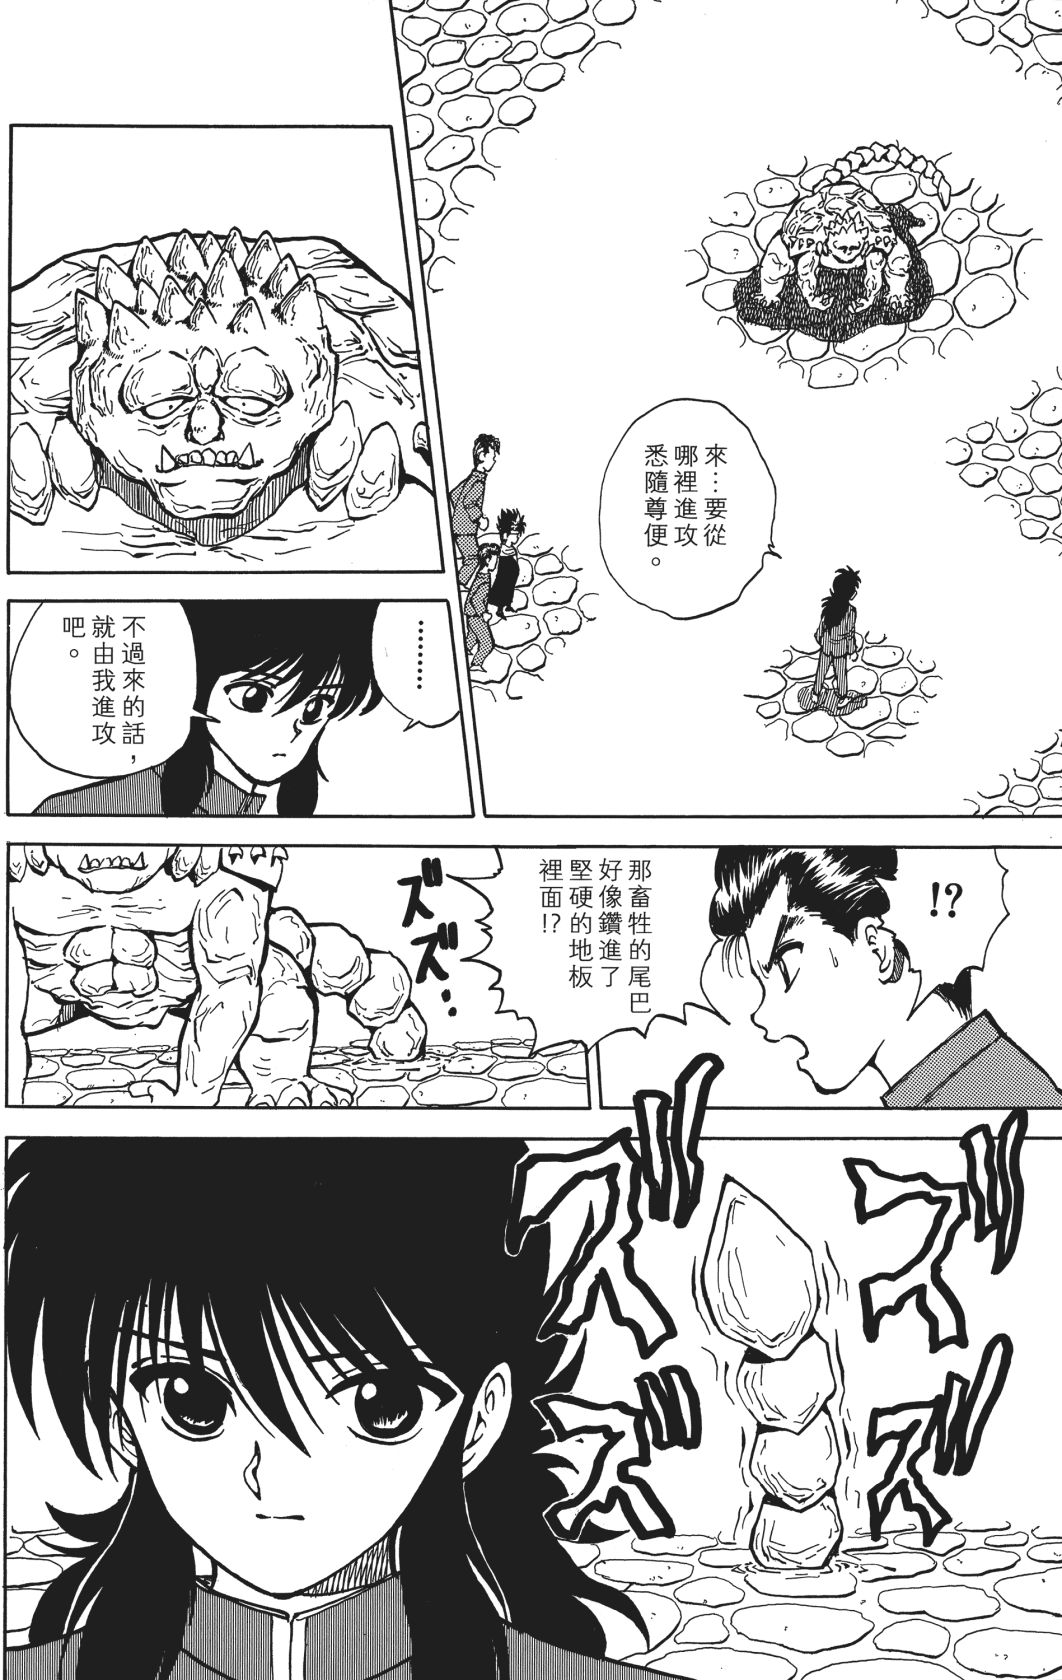 來…要從
哪裡進攻
悉隨尊便。
………
不過來的話，
就由我進攻
吧。
!?
那畜牲的尾巴
好像鑽進了
堅硬的地板
裡面!?
ズズ‥
ズズ
ズズ